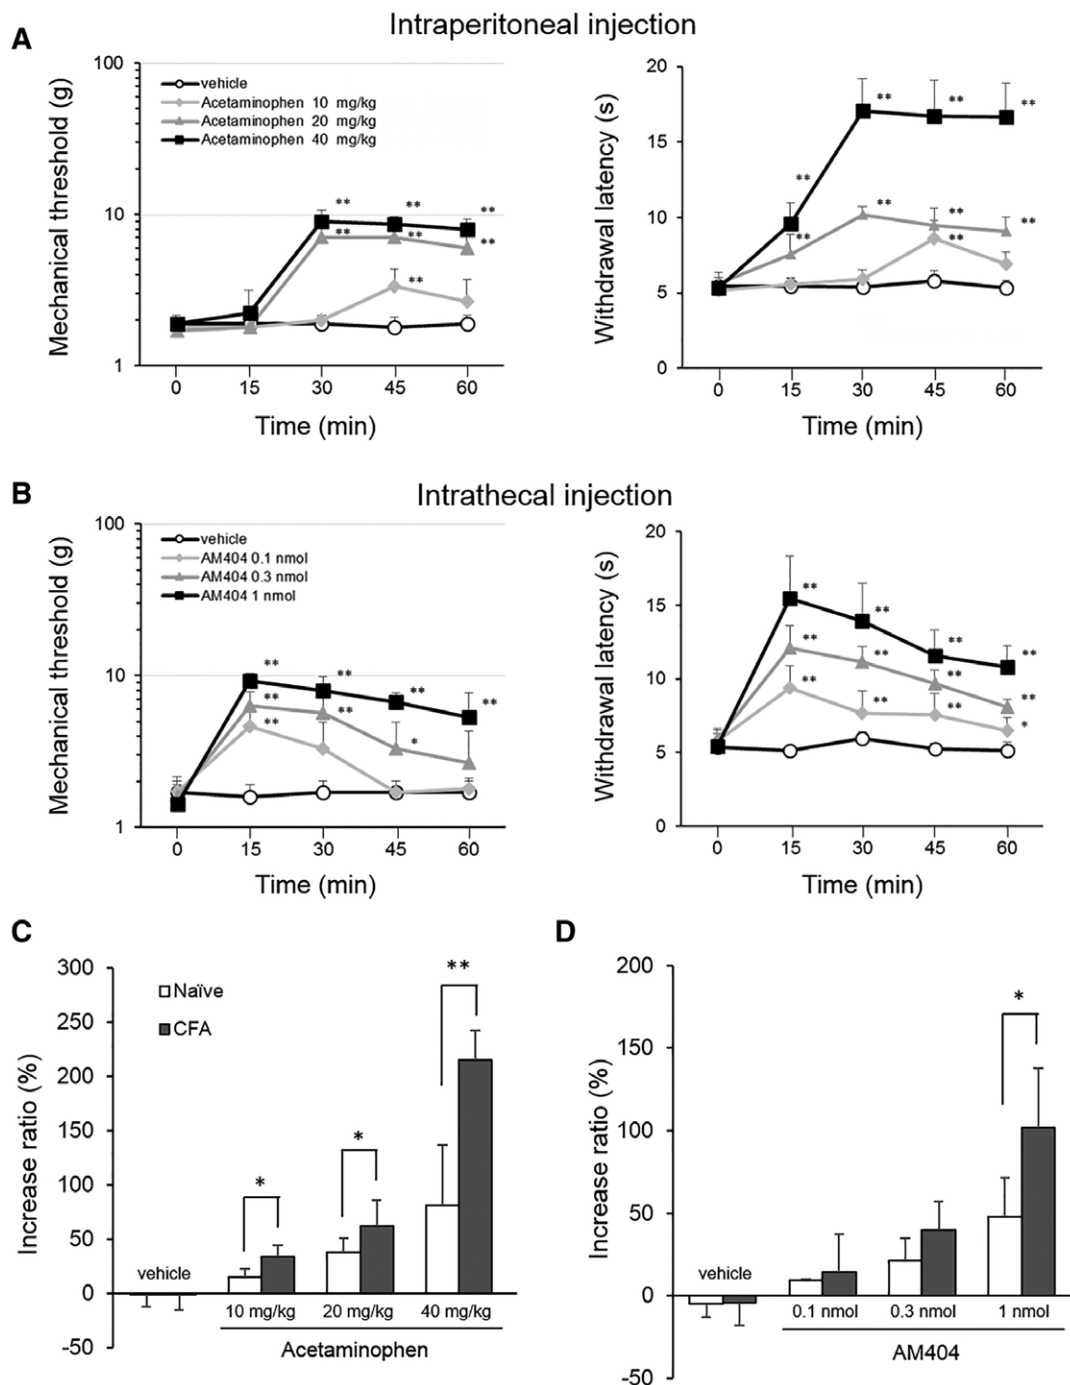 Intraperitoneal injection
A
Mechanical threshold (g)
100
10
1
vehicle
Acetaminophen 10 mg/kg
Acetaminophen 20 mg/kg
Acetaminophen 40 mg/kg
** ** **
** ** **
**
0 15 30 45 60
Time (min)
Withdrawal latency (s)
20
15
10
5
0
** ** ** **
** ** ** **
**
0 15 30 45 60
Time (min)
B
Intrathecal injection
Mechanical threshold (g)
100
10
1
vehicle
AM404 0.1 nmol
AM404 0.3 nmol
AM404 1 nmol
** ** ** **
** ** *
**
0 15 30 45 60
Time (min)
Withdrawal latency (s)
20
15
10
5
0
** ** ** **
** ** ** **
** ** ** *
0 15 30 45 60
Time (min)
C
Increase ratio (%)
300
250
200
150
100
50
0
-50
Naïve
CFA
* * **
vehicle
10 mg/kg 20 mg/kg 40 mg/kg
Acetaminophen
D
Increase ratio (%)
200
150
100
50
0
-50
*
vehicle
0.1 nmol 0.3 nmol 1 nmol
AM404